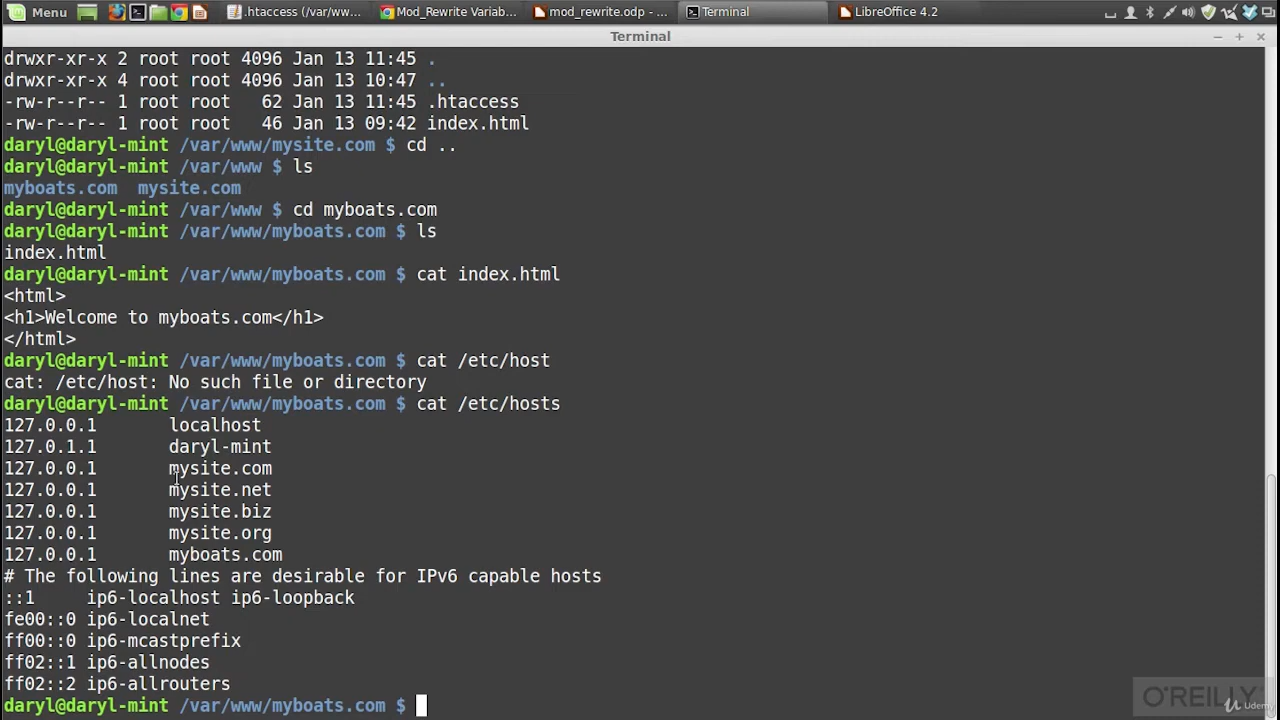 Menu .htaccess (/var/ww... Mod_Rewrite Variab... mod_rewrite.odp - ... Terminal LibreOffice 4.2
Terminal
drwxr-xr-x 2 root root 4096 Jan 13 11:45 .
drwxr-xr-x 4 root root 4096 Jan 13 10:47 ..
-rw-r--r-- 1 root root   62 Jan 13 11:45 .htaccess
-rw-r--r-- 1 root root   46 Jan 13 09:42 index.html
daryl@daryl-mint /var/www/mysite.com $ cd ..
daryl@daryl-mint /var/www $ ls
myboats.com  mysite.com
daryl@daryl-mint /var/www $ cd myboats.com
daryl@daryl-mint /var/www/myboats.com $ ls
index.html
daryl@daryl-mint /var/www/myboats.com $ cat index.html
<html>
<h1>Welcome to myboats.com</h1>
</html>
daryl@daryl-mint /var/www/myboats.com $ cat /etc/host
cat: /etc/host: No such file or directory
daryl@daryl-mint /var/www/myboats.com $ cat /etc/hosts
127.0.0.1       localhost
127.0.1.1       daryl-mint
127.0.0.1       mysite.com
127.0.0.1       mysite.net
127.0.0.1       mysite.biz
127.0.0.1       mysite.org
127.0.0.1       myboats.com
# The following lines are desirable for IPv6 capable hosts
::1     ip6-localhost ip6-loopback
fe00::0 ip6-localnet
ff00::0 ip6-mcastprefix
ff02::1 ip6-allnodes
ff02::2 ip6-allrouters
daryl@daryl-mint /var/www/myboats.com $
O'REILLY
Udemy